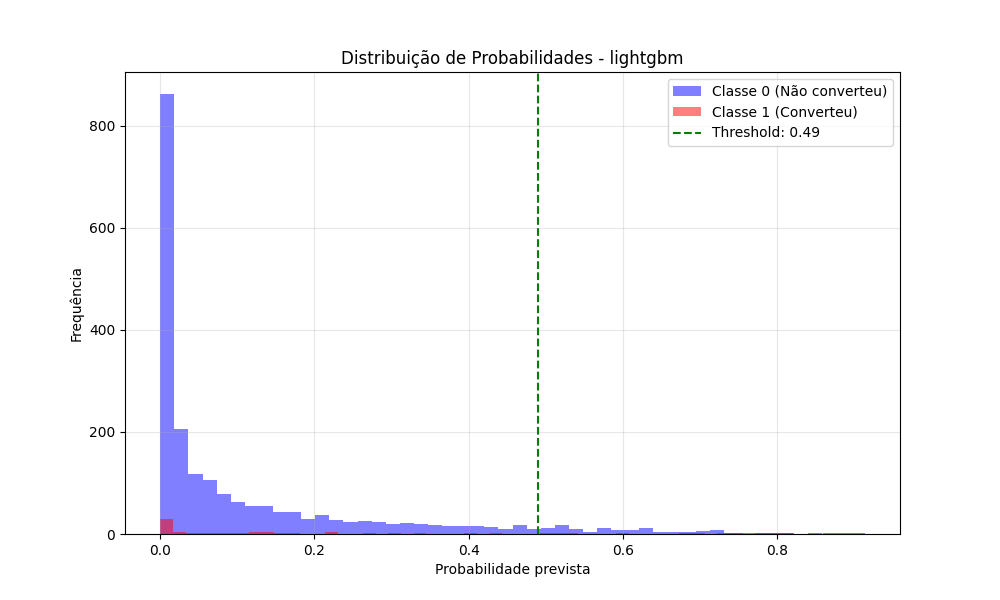 Distribuição de Probabilidades - lightgbm
Classe 0 (Não converteu)
Classe 1 (Converteu)
Threshold: 0.49
Frequência
800
600
400
200
0
0.0 0.2 0.4 0.6 0.8
Probabilidade prevista